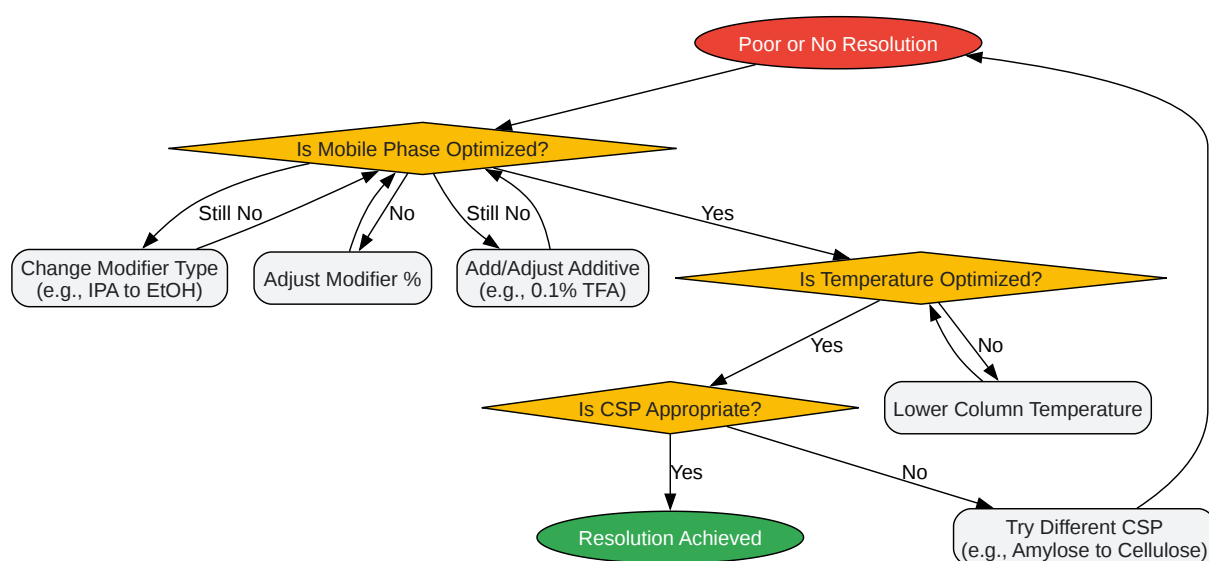 Poor or No Resolution
Is Mobile Phase Optimized?
Still No
No
Still No
Yes
Change Modifier Type
(e.g., IPA to EtOH)
Adjust Modifier %
Add/Adjust Additive
(e.g., 0.1% TFA)
Is Temperature Optimized?
Yes
No
Is CSP Appropriate?
Lower Column Temperature
Yes
No
Resolution Achieved
Try Different CSP
(e.g., Amylose to Cellulose)